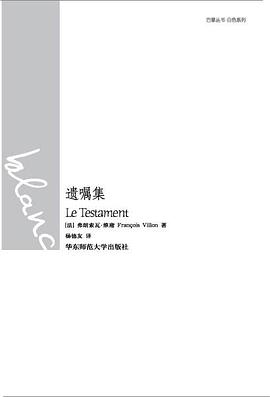 巴黎丛书 白色系列
blanc
遗嘱集
Le Testament
[法] 弗朗索瓦·维庸 François Villon 著
杨德友 译
华东师范大学出版社